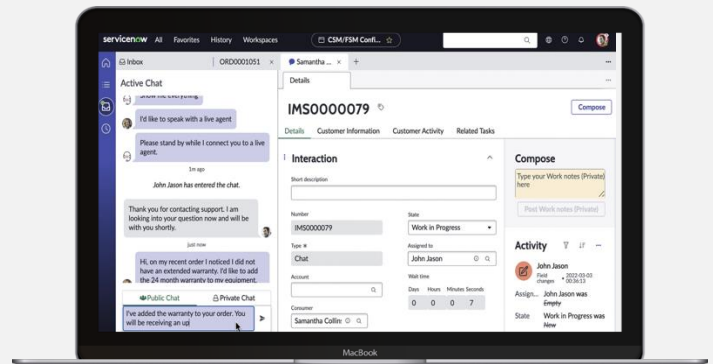 servicenow All Favorites History Workspaces CSM/FSM Confi...
Inbox ORD0001051 × Samantha ... × +
Active Chat
Details
show me everything
I'd like to speak with a live agent
Please stand by while I connect you to a live
agent.
1m ago
John Jason has entered the chat.
Thank you for contacting support. I am
looking into your question now and will be
with you shortly.
just now
Hi, on my recent order I noticed I did not
have an extended warranty. I'd like to add
the 24 month warranty to my equipment.
Public Chat Private Chat
I've added the warranty to your order. You
will be receiving an up
IMS0000079
Compose
Details Customer Information Customer Activity Related Tasks
Interaction
Short description
Number
IMS0000079
State
Work in Progress
Type
Chat
Assigned to
John Jason
Account
Wait time
Days Hours Minutes Seconds
0 0 0 7
Consumer
Samantha Collins
Compose
Type your Work notes (Private)
here
Post Work notes (Private)
Activity
John Jason
Field
changes
• 2022-03-03
00:36:13
Assign... John Jason was
Empty
State Work in Progress was
New
MacBook